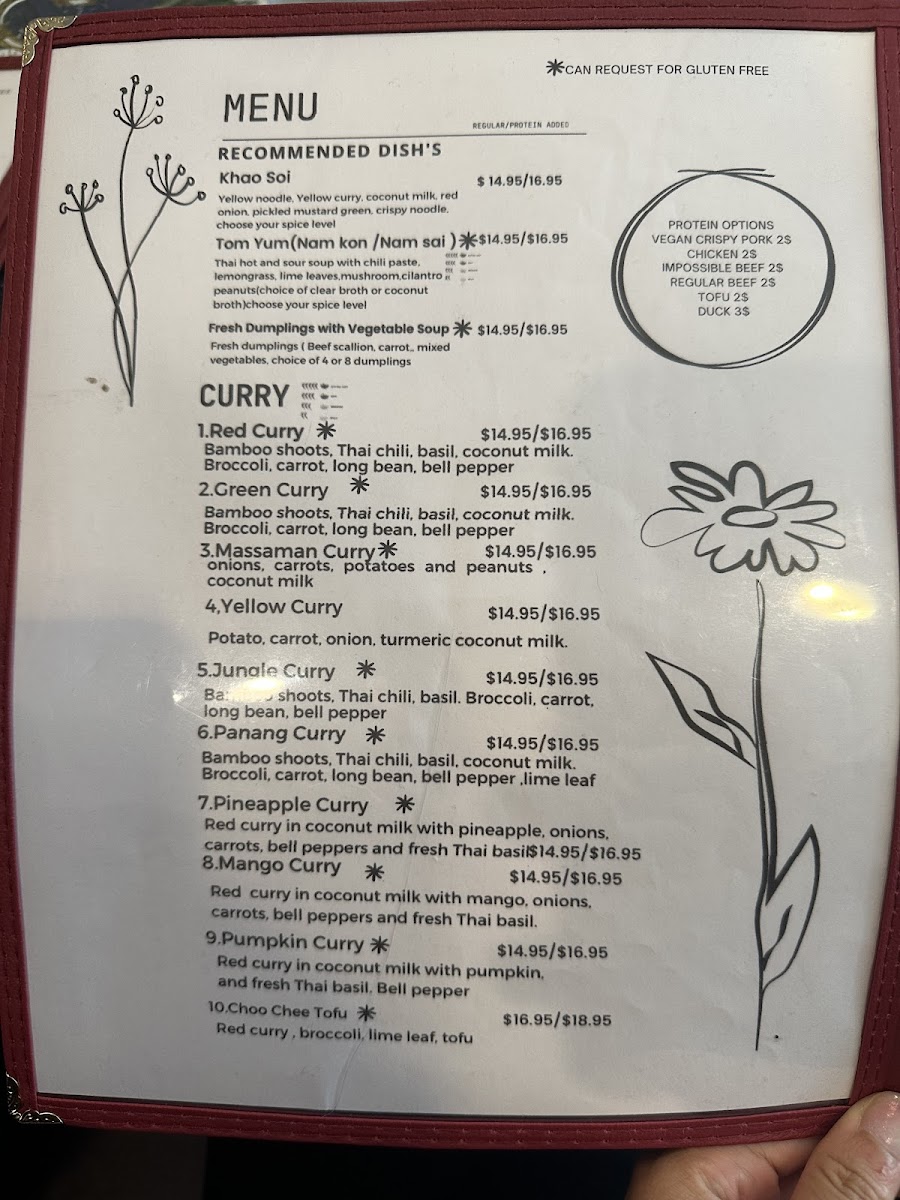 ✱CAN REQUEST FOR GLUTEN FREE
MENU
REGULAR/PROTEIN ADDED
RECOMMENDED DISH'S
Khao Soi $ 14.95/16.95
Yellow noodle, Yellow curry, coconut milk, red
onion, pickled mustard green, crispy noodle,
choose your spice level
Tom Yum(Nam kon /Nam sai )✱$14.95/$16.95
Thai hot and sour soup with chili paste,
lemongrass, lime leaves,mushroom,cilantro
peanuts(choice of clear broth or coconut
broth)choose your spice level
Fresh Dumplings with Vegetable Soup ✱ $14.95/$16.95
Fresh dumplings ( Beef scallion, carrot,, mixed
vegetables, choice of 4 or 8 dumplings
PROTEIN OPTIONS
VEGAN CRISPY PORK 2$
CHICKEN 2$
IMPOSSIBLE BEEF 2$
REGULAR BEEF 2$
TOFU 2$
DUCK 3$
CURRY
1.Red Curry ✱ $14.95/$16.95
Bamboo shoots, Thai chili, basil, coconut milk.
Broccoli, carrot, long bean, bell pepper
2.Green Curry ✱ $14.95/$16.95
Bamboo shoots, Thai chili, basil, coconut milk.
Broccoli, carrot, long bean, bell pepper
3.Massaman Curry✱ $14.95/$16.95
onions, carrots, potatoes and peanuts ,
coconut milk
4,Yellow Curry $14.95/$16.95
Potato, carrot, onion, turmeric coconut milk.
5.Jungle Curry ✱ $14.95/$16.95
shoots, Thai chili, basil. Broccoli, carrot,
long bean, bell pepper
6.Panang Curry ✱ $14.95/$16.95
Bamboo shoots, Thai chili, basil, coconut milk.
Broccoli, carrot, long bean, bell pepper ,lime leaf
7.Pineapple Curry ✱
Red curry in coconut milk with pineapple, onions,
carrots, bell peppers and fresh Thai basil$14.95/$16.95
8.Mango Curry ✱ $14.95/$16.95
Red curry in coconut milk with mango, onions,
carrots, bell peppers and fresh Thai basil.
9.Pumpkin Curry ✱ $14.95/$16.95
Red curry in coconut milk with pumpkin,
and fresh Thai basil. Bell pepper
10.Choo Chee Tofu ✱ $16.95/$18.95
Red curry , broccoli, lime leaf, tofu